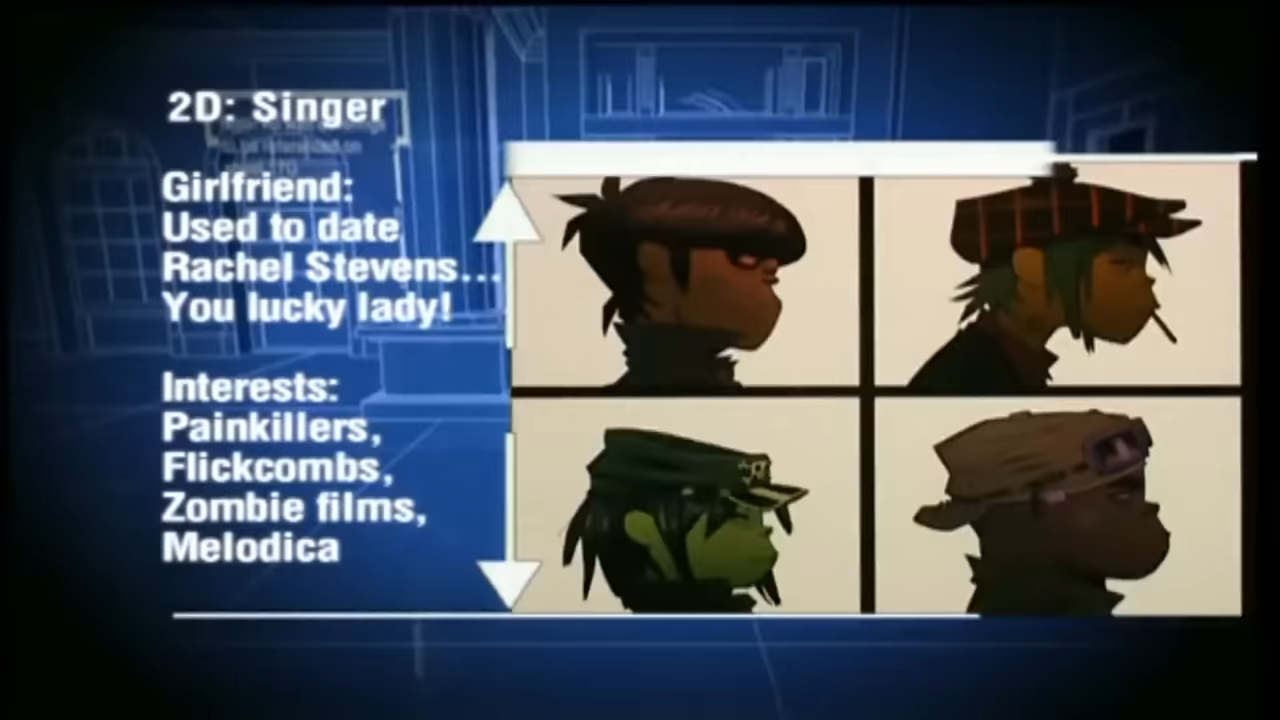 2D: Singer
Girlfriend:
Used to date
Rachel Stevens...
You lucky lady!
Interests:
Painkillers,
Flickcombs,
Zombie films,
Melodica